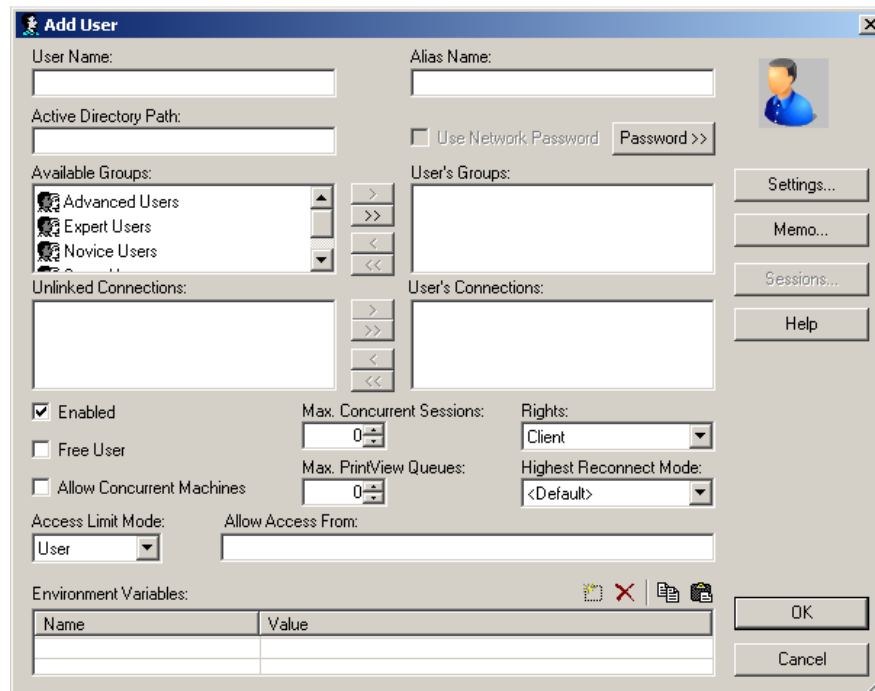 Add User
User Name:
Alias Name:
Active Directory Path:
Use Network Password
Password >>
Available Groups:
User's Groups:
Advanced Users
Expert Users
Novice Users
>
>>
<
<<
Settings...
Memo...
Sessions...
Help
Unlinked Connections:
User's Connections:
>
>>
<
<<
Enabled
Free User
Allow Concurrent Machines
Max. Concurrent Sessions:
0
Rights:
Client
Max. PrintView Queues:
0
Highest Reconnect Mode:
<Default>
Access Limit Mode:
User
Allow Access From:
Environment Variables:
Name Value
OK
Cancel